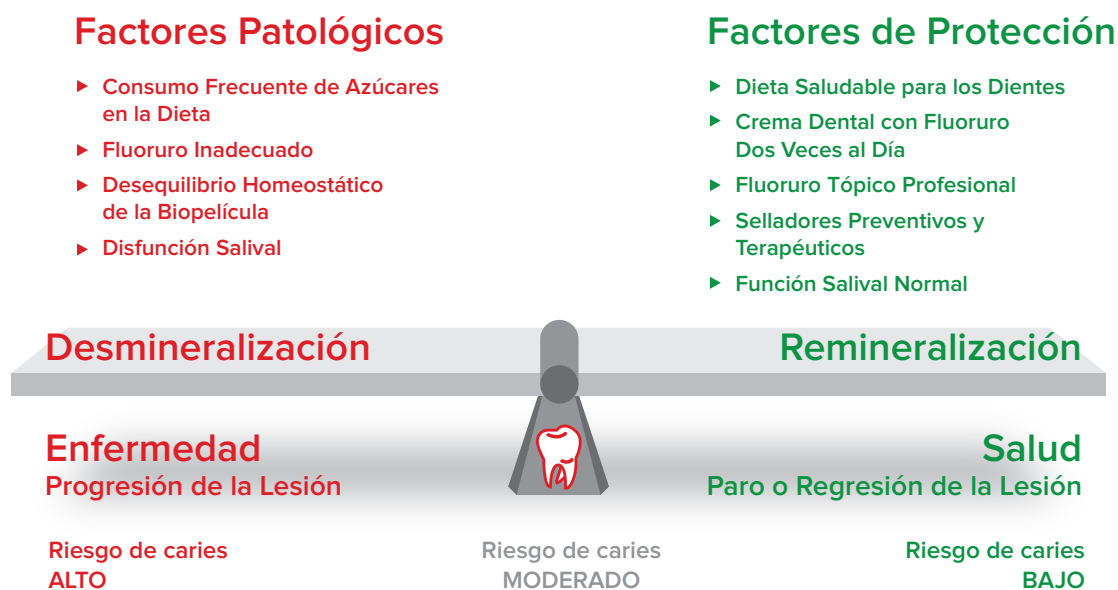 Factores Patológicos
Consumo Frecuente de Azúcares
en la Dieta
Fluoruro Inadecuado
Desequilibrio Homeostático
de la Biopelícula
Disfunción Salival
Factores de Protección
Dieta Saludable para los Dientes
Crema Dental con Fluoruro
Dos Veces al Día
Fluoruro Tópico Profesional
Selladores Preventivos y
Terapéuticos
Función Salival Normal
Desmineralización
Remineralización
Enfermedad
Progresión de la Lesión
Salud
Paro o Regresión de la Lesión
Riesgo de caries
ALTO
Riesgo de caries
MODERADO
Riesgo de caries
BAJO